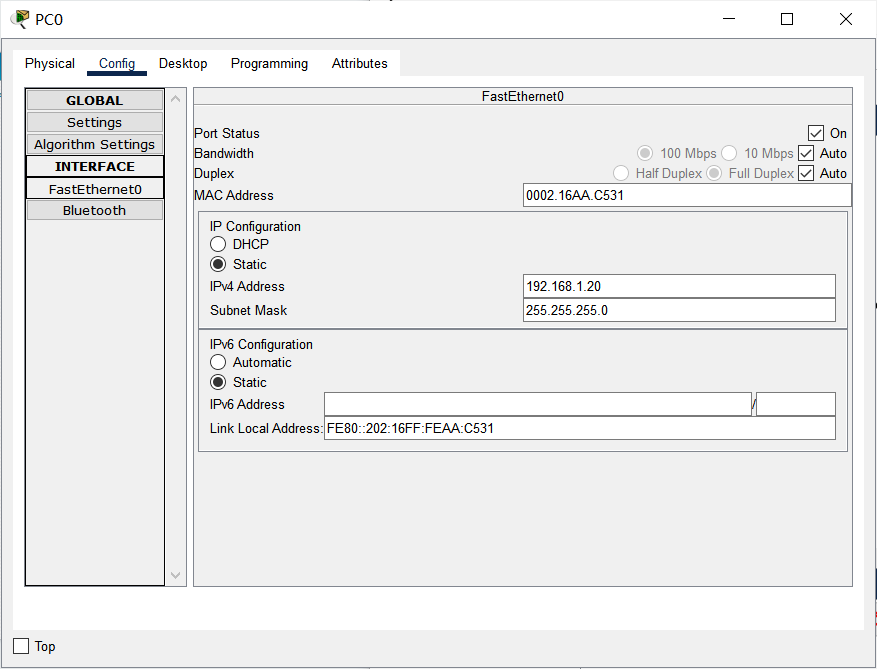 PC0
Physical Config Desktop Programming Attributes
GLOBAL
Settings
Algorithm Settings
INTERFACE
FastEthernet0
Bluetooth
FastEthernet0
Port Status On
Bandwidth 100 Mbps 10 Mbps Auto
Duplex Half Duplex Full Duplex Auto
MAC Address 0002.16AA.C531
IP Configuration
DHCP
Static
IPv4 Address 192.168.1.20
Subnet Mask 255.255.255.0
IPv6 Configuration
Automatic
Static
IPv6 Address /
Link Local Address: FE80::202:16FF:FEAA:C531
Top